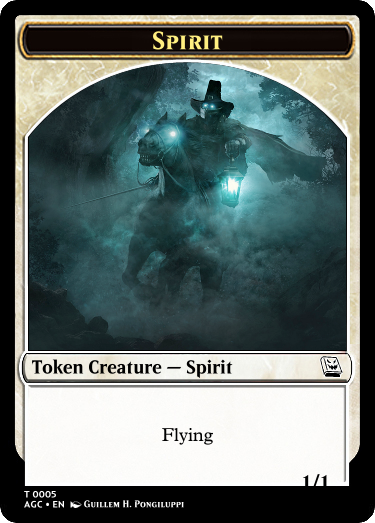 Spirit
Token Creature — Spirit
Flying
1/1
T 0005
AGC • EN Guillem H. Pongiluppi